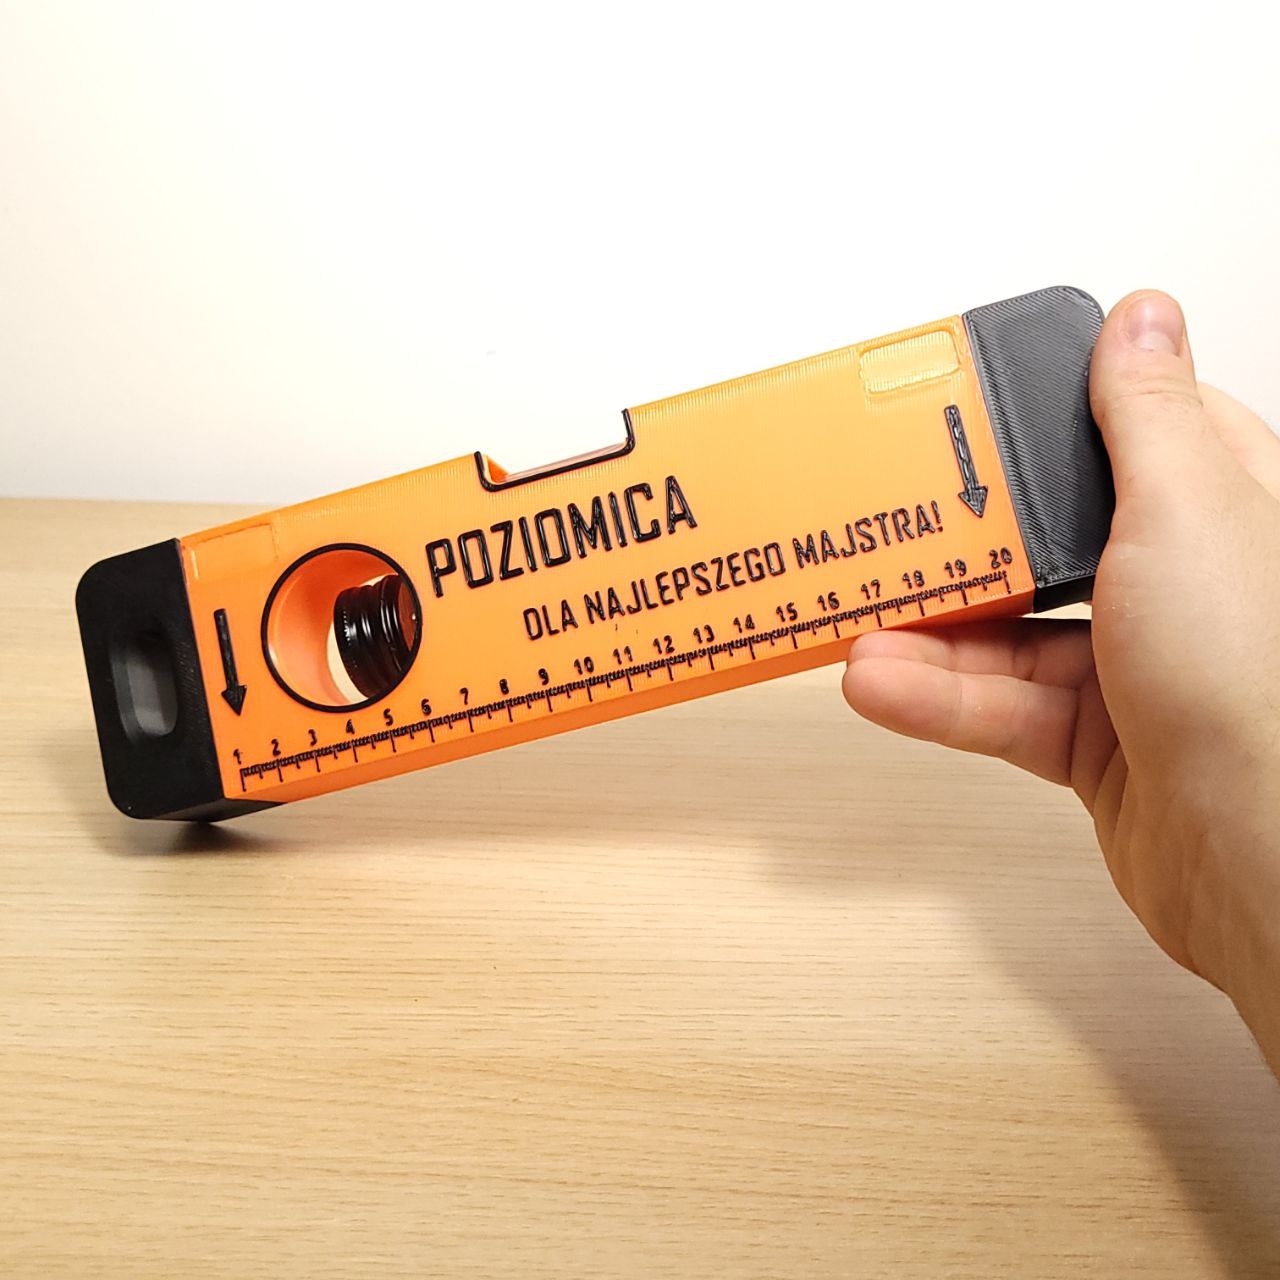 POZIOMICA
DLA NAJLEPSZEGO MAJSTRA!
1 2 3 4 5 6 7 8 9 10 11 12 13 14 15 16 17 18 19 20